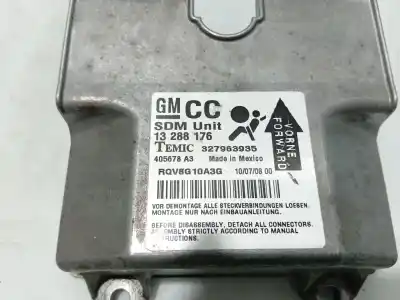 GM CC
SDM Unit
13 288 176
TEMIC 327963935
405678 A3 Made in Mexico
RQV8G10A3G 10/07/08 00
VORNE
FORWARD
VOR DEMONTAGE ALLE STECKVERBINDUNGEN LOESEN.
MONTAGE NUR NACH EINBAUANLEITUNG.
BEFORE DISASSEMBLY, DETACH ALL CONNECTORS.
ASSEMBLY STRICTLY ACCORDING TO MANUAL
INSTRUCTIONS.